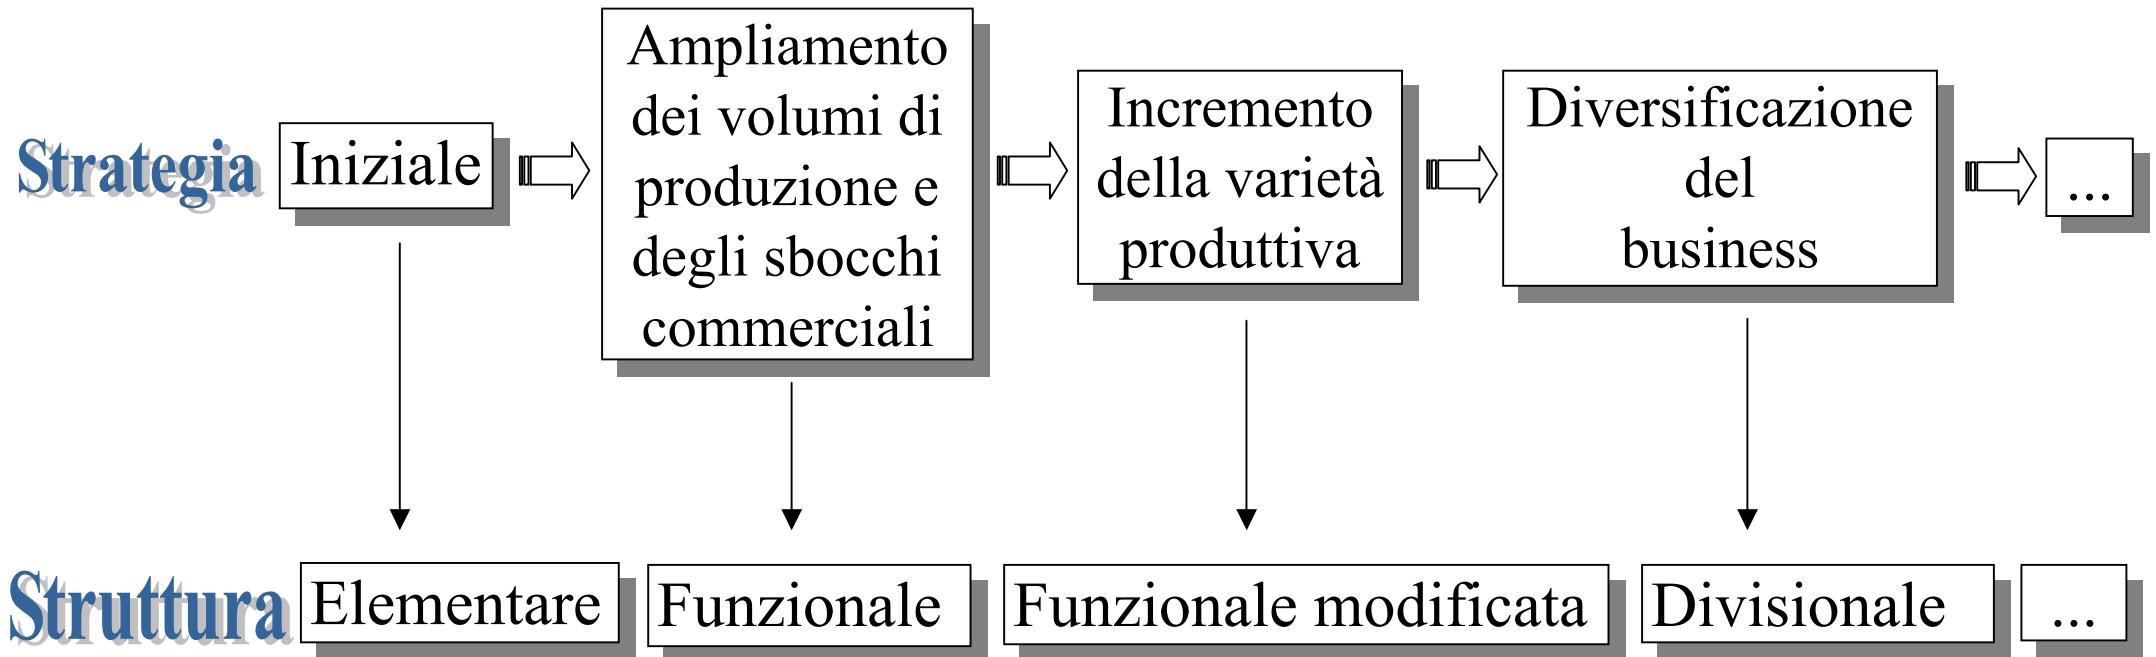 Strategia
Iniziale
Ampliamento
dei volumi di
produzione e
degli sbocchi
commerciali
Incremento
della varietà
produttiva
Diversificazione
del
business
...
Struttura
Elementare
Funzionale
Funzionale modificata
Divisionale
...